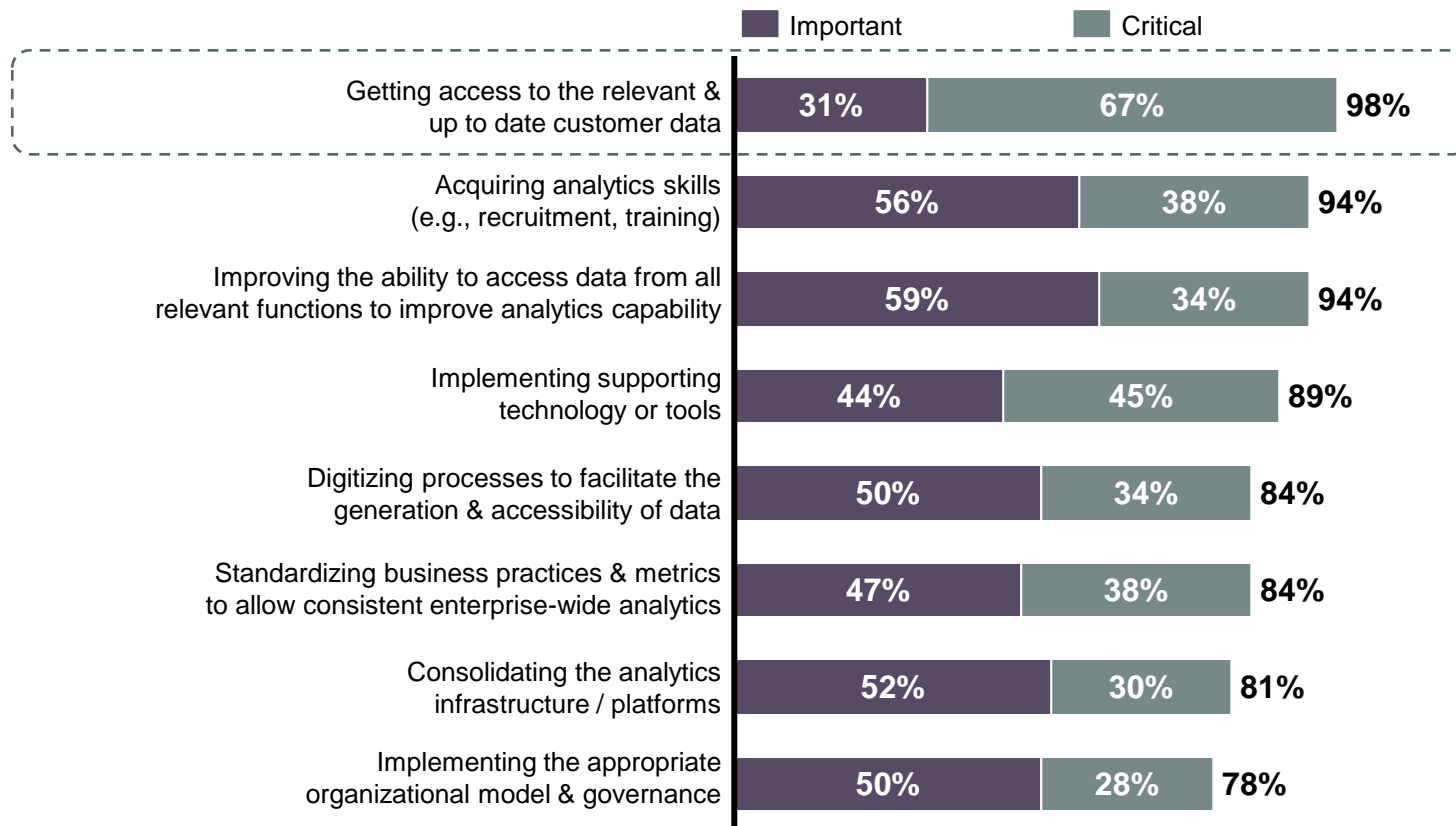 Important
Critical
Getting access to the relevant &
up to date customer data
31%
67%
98%
Acquiring analytics skills
(e.g., recruitment, training)
56%
38%
94%
Improving the ability to access data from all
relevant functions to improve analytics capability
59%
34%
94%
Implementing supporting
technology or tools
44%
45%
89%
Digitizing processes to facilitate the
generation & accessibility of data
50%
34%
84%
Standardizing business practices & metrics
to allow consistent enterprise-wide analytics
47%
38%
84%
Consolidating the analytics
infrastructure / platforms
52%
30%
81%
Implementing the appropriate
organizational model & governance
50%
28%
78%